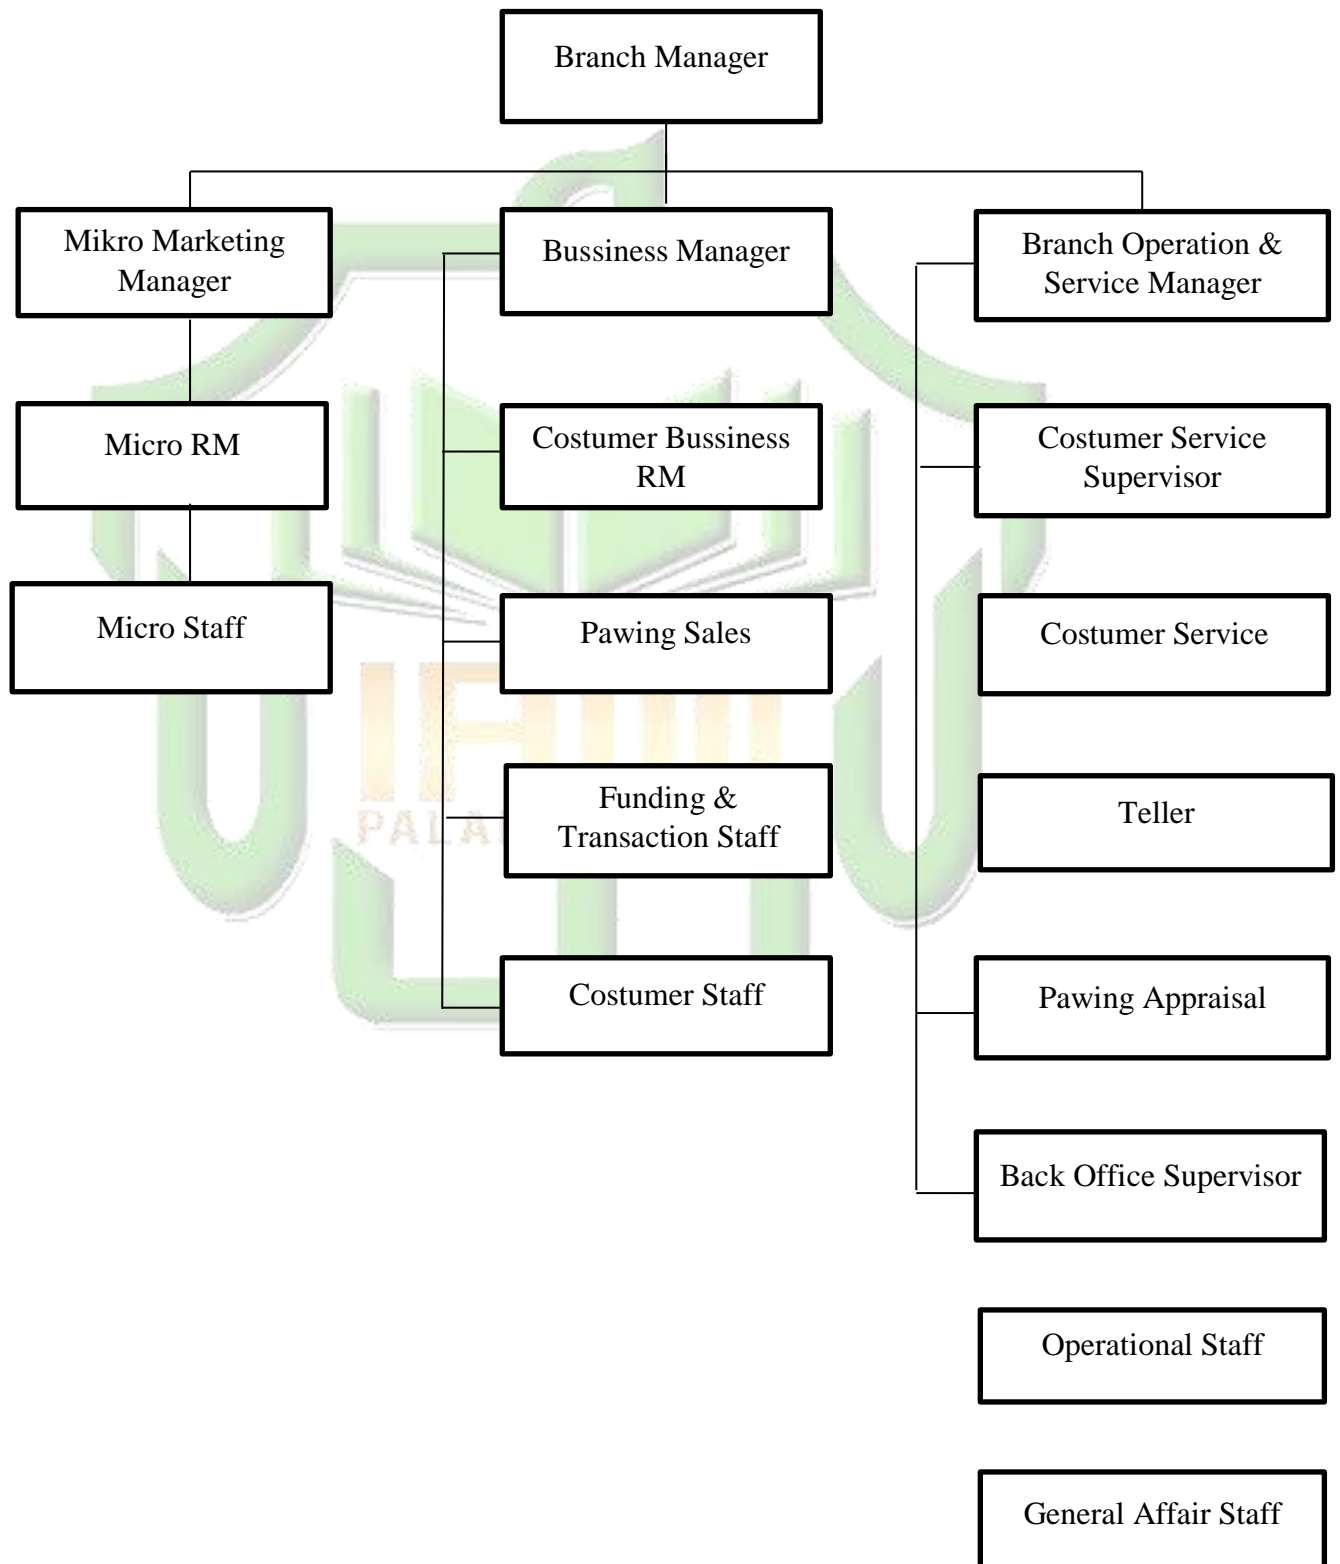 Branch Manager
Mikro Marketing
Manager
Bussiness Manager
Branch Operation &
Service Manager
Micro RM
Costumer Bussiness
RM
Costumer Service
Supervisor
Micro Staff
Pawing Sales
Costumer Service
Funding &
Transaction Staff
Teller
Costumer Staff
Pawing Appraisal
Back Office Supervisor
Operational Staff
General Affair Staff